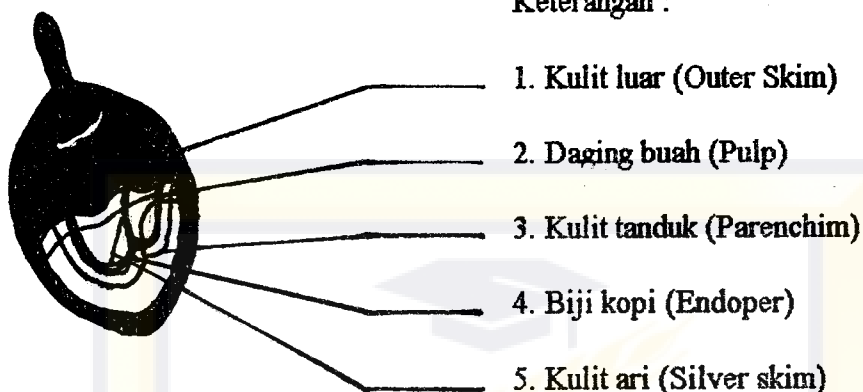 Keterangan :
1. Kulit luar (Outer Skim)
2. Daging buah (Pulp)
3. Kulit tanduk (Parenchim)
4. Biji kopi (Endoper)
5. Kulit ari (Silver skim)